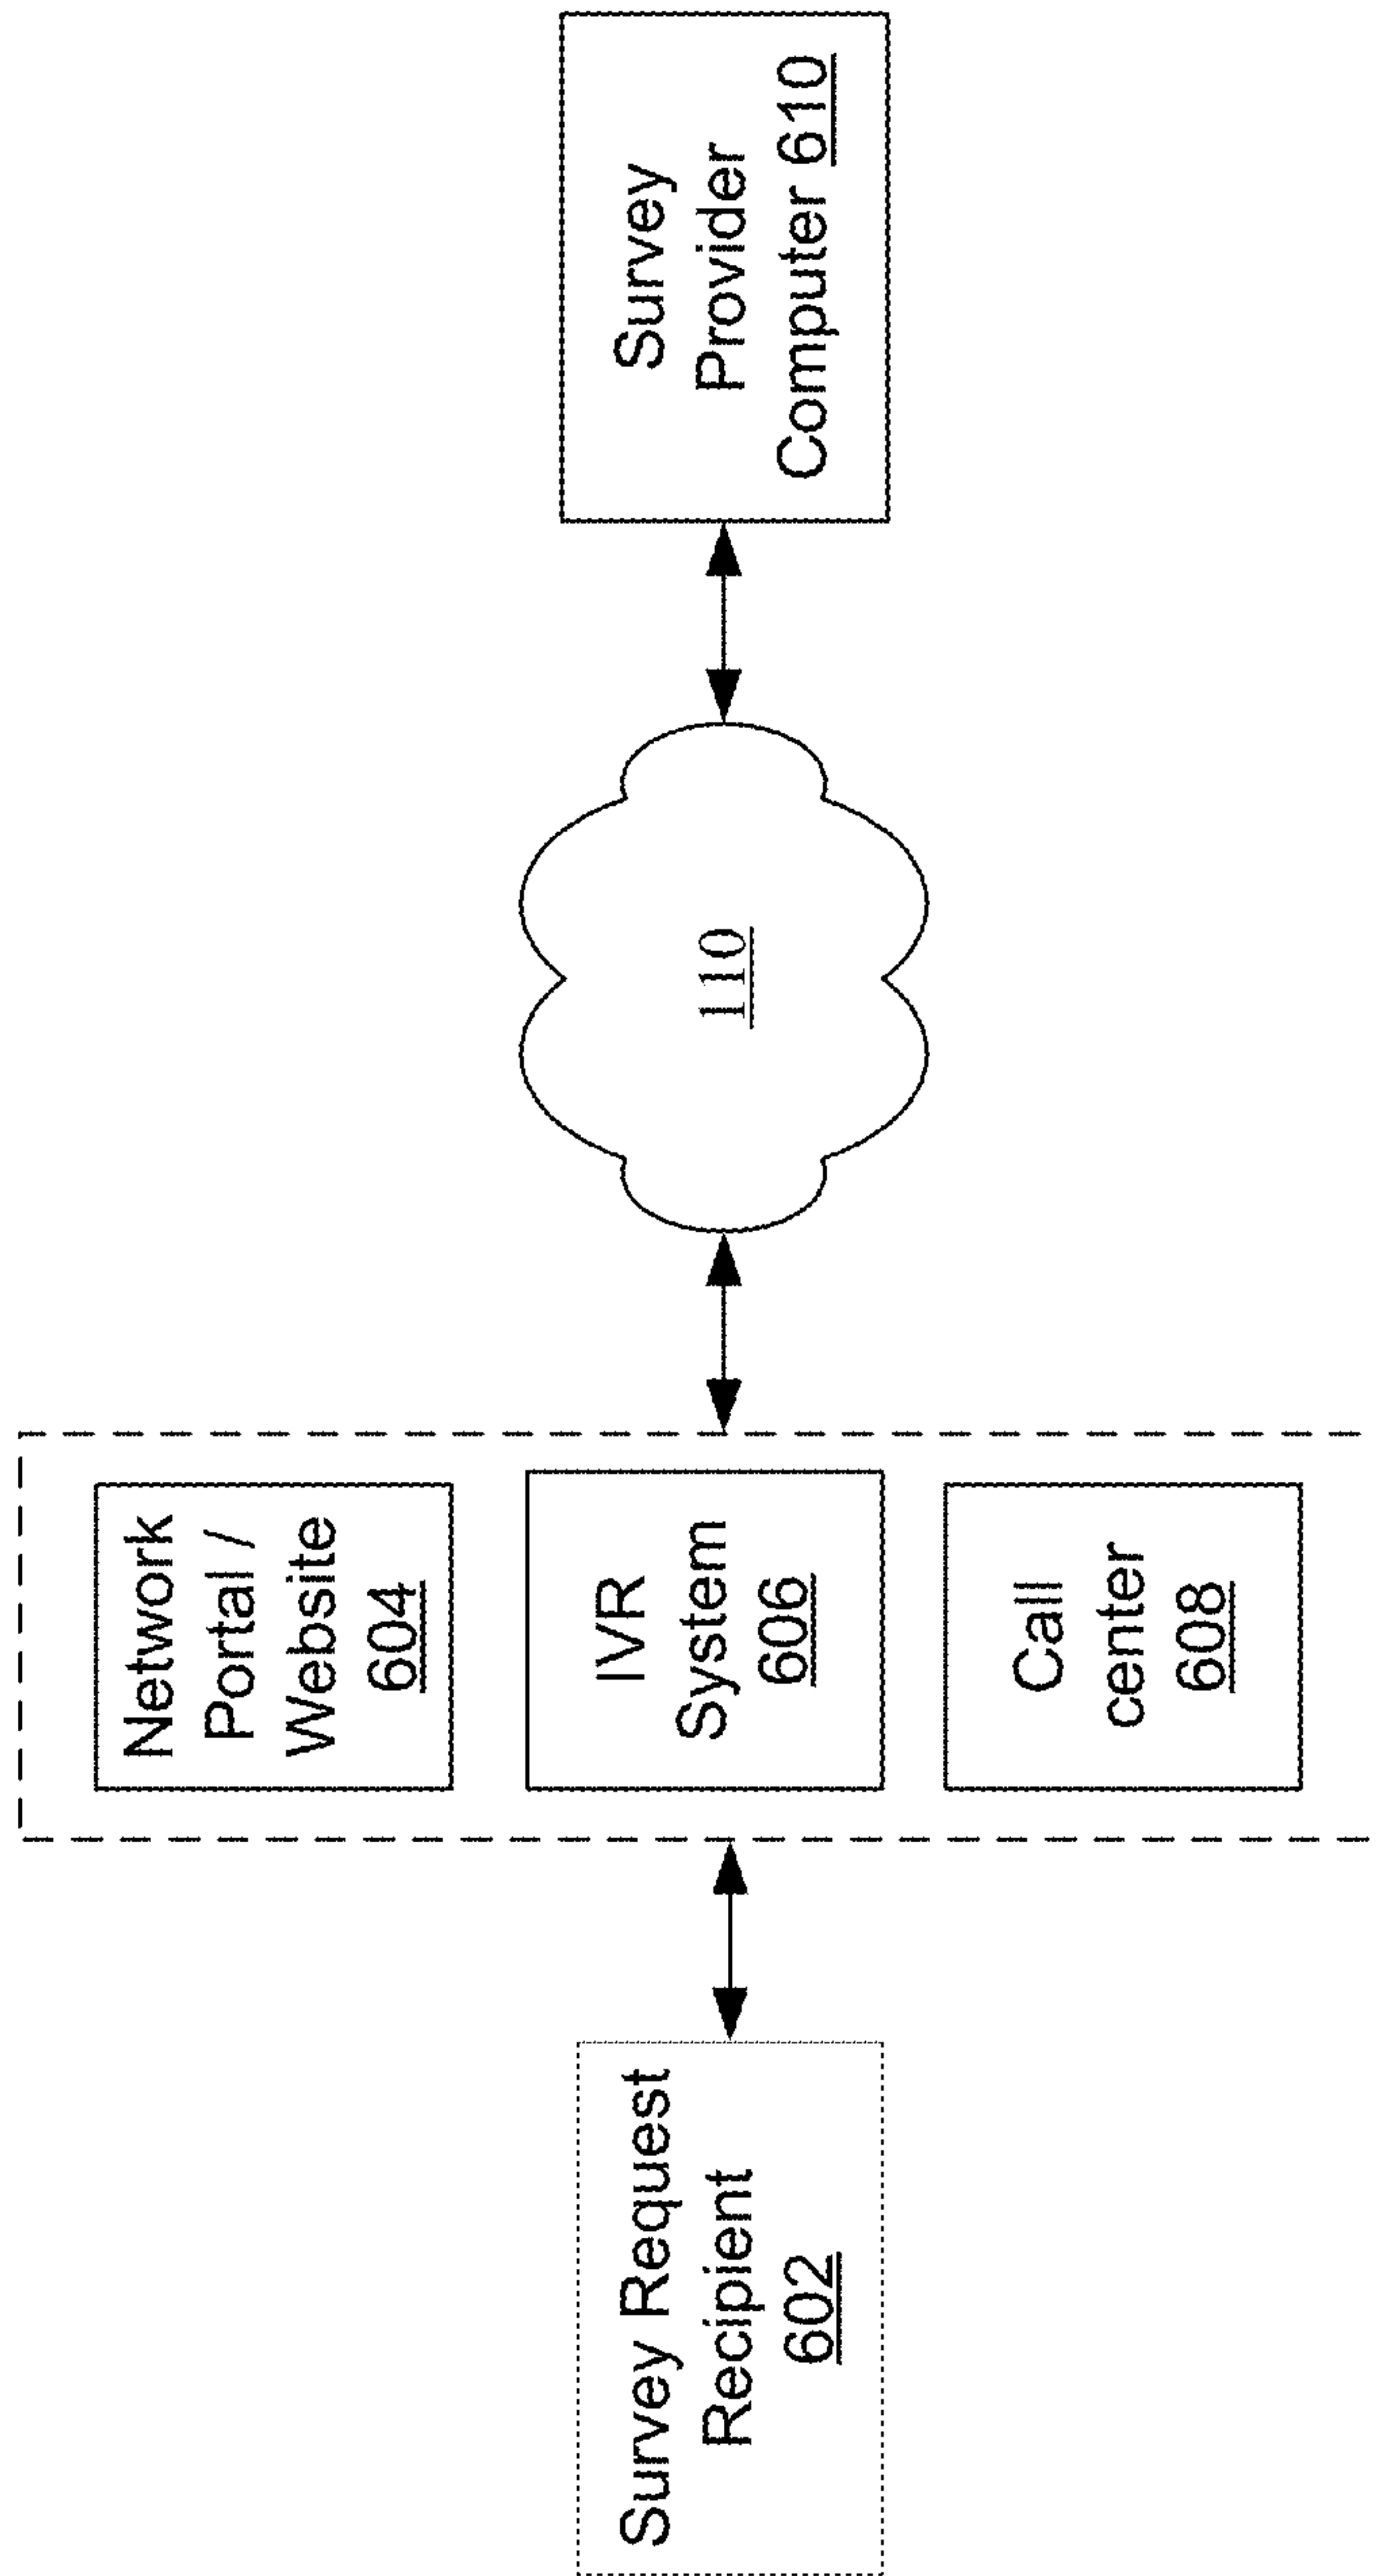 Survey Request
Recipient
602
Network
Portal /
Website
604
IVR
System
606
Call
center
608
110
Survey
Provider
Computer 610